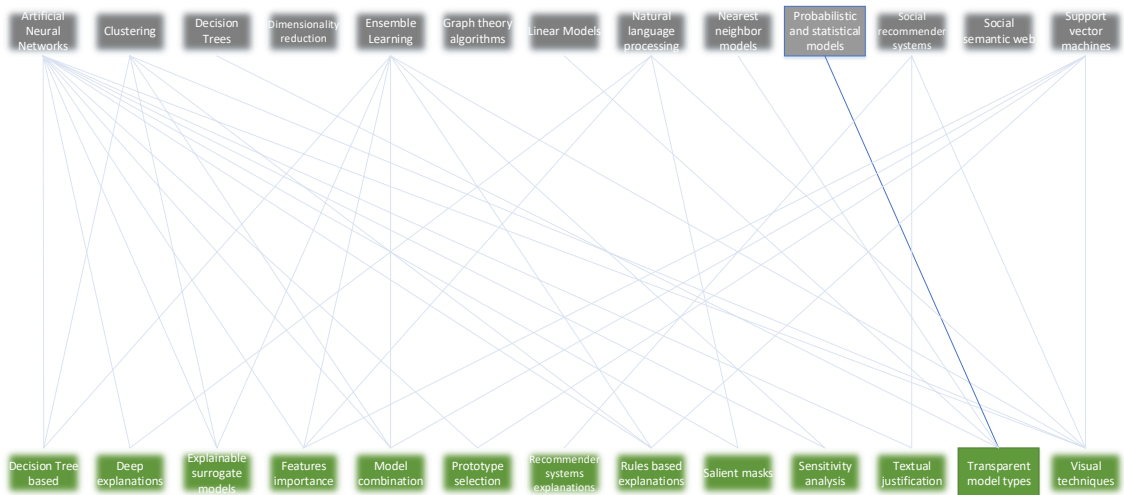 Artificial
Neural
Networks
Clustering
Decision
Trees
Dimensionality
reduction
Ensemble
Learning
Graph theory
algorithms
Linear Models
Natural
language
processing
Nearest
neighbor
models
Probabilistic
and statistical
models
Social
recommender
systems
Social
semantic web
Support
vector
machines
Decision Tree
based
Deep
explanations
Explainable
surrogate
models
Features
importance
Model
combination
Prototype
selection
Recommender
systems
explanations
Rules based
explanations
Salient masks
Sensitivity
analysis
Textual
justification
Transparent
model types
Visual
techniques